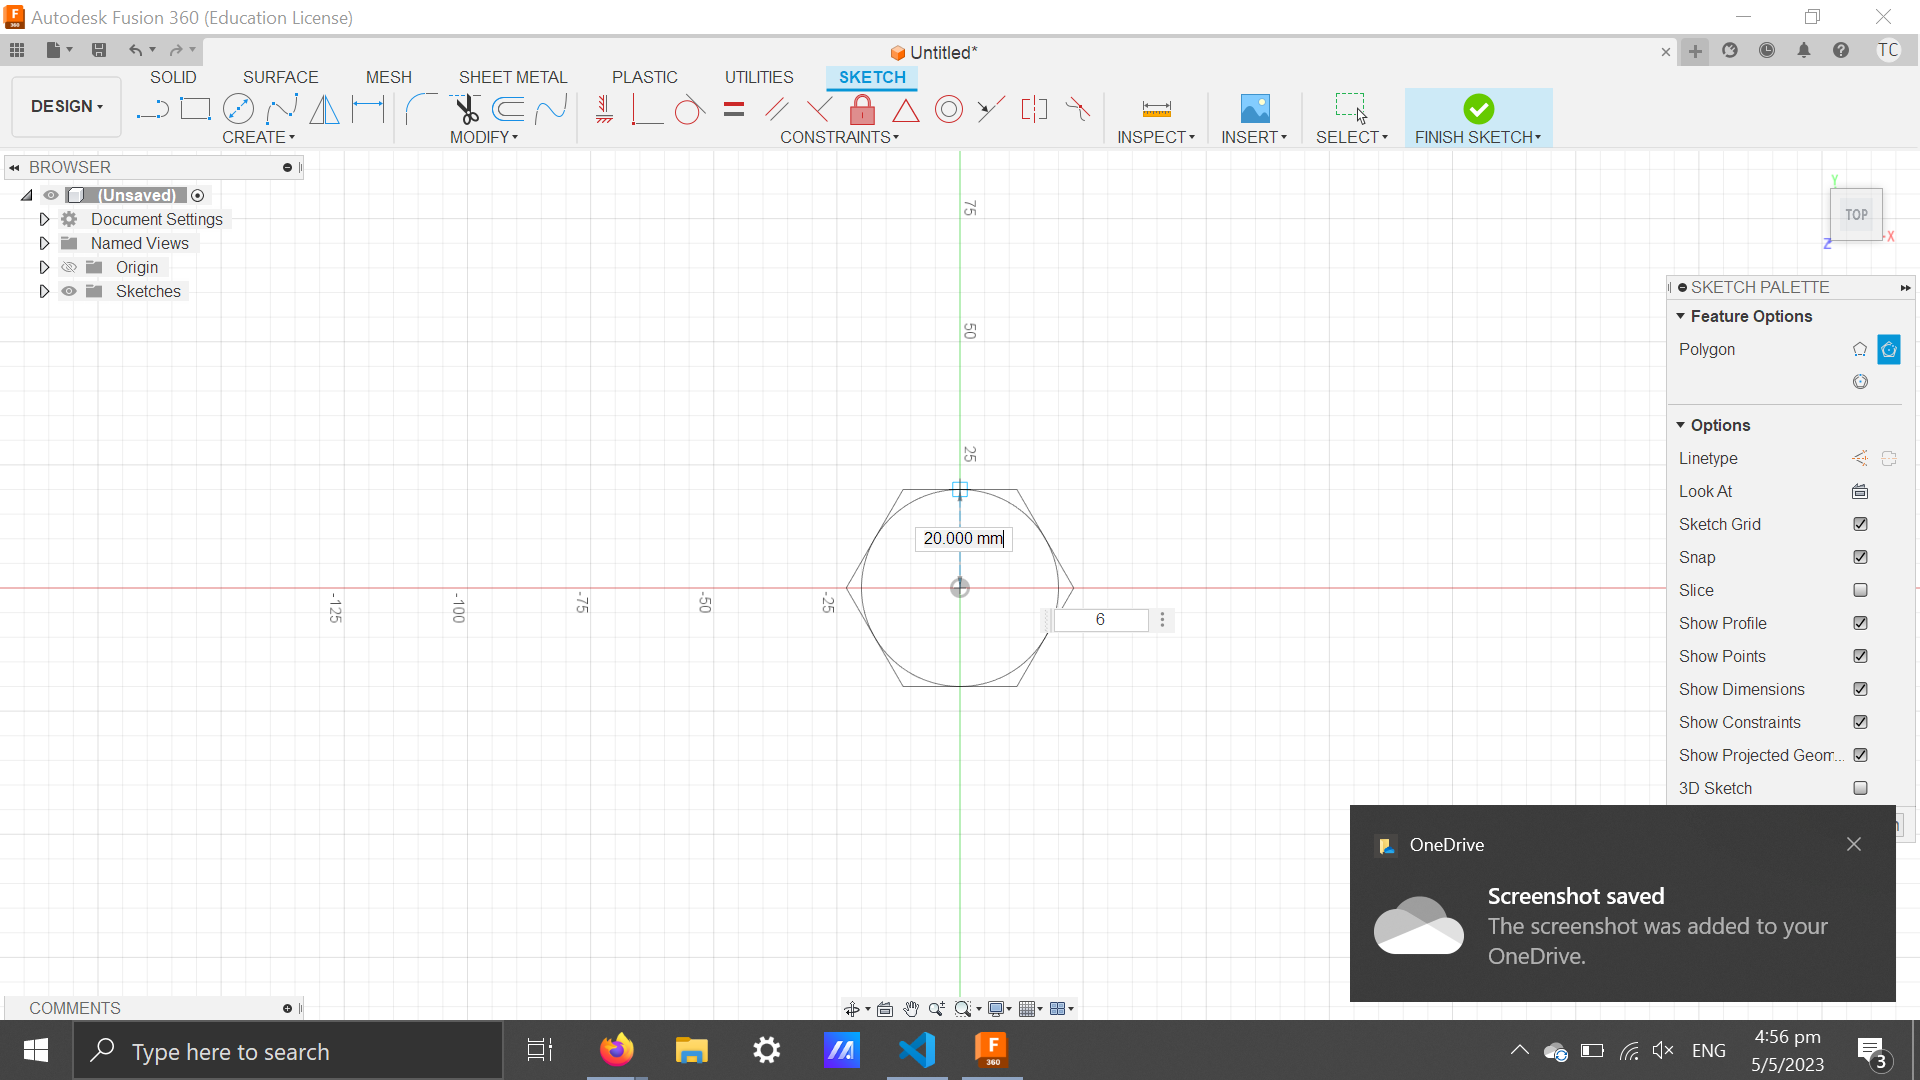 Autodesk Fusion 360 (Education License)
Untitled*
TC
SOLID
SURFACE
MESH
SHEET METAL
PLASTIC
UTILITIES
SKETCH
DESIGN
CREATE
MODIFY
CONSTRAINTS
INSPECT
INSERT
SELECT
FINISH SKETCH
BROWSER
(Unsaved)
Document Settings
Named Views
Origin
Sketches
75
50
25
-125
-100
-75
-50
-25
20.000 mm
6
Y
TOP
Z
-X
SKETCH PALETTE
Feature Options
Polygon
Options
Linetype
Look At
Sketch Grid
Snap
Slice
Show Profile
Show Points
Show Dimensions
Show Constraints
Show Projected Geom...
3D Sketch
OneDrive
Screenshot saved
The screenshot was added to your
OneDrive.
COMMENTS
Type here to search
F
360
ENG
4:56 pm
5/5/2023
3